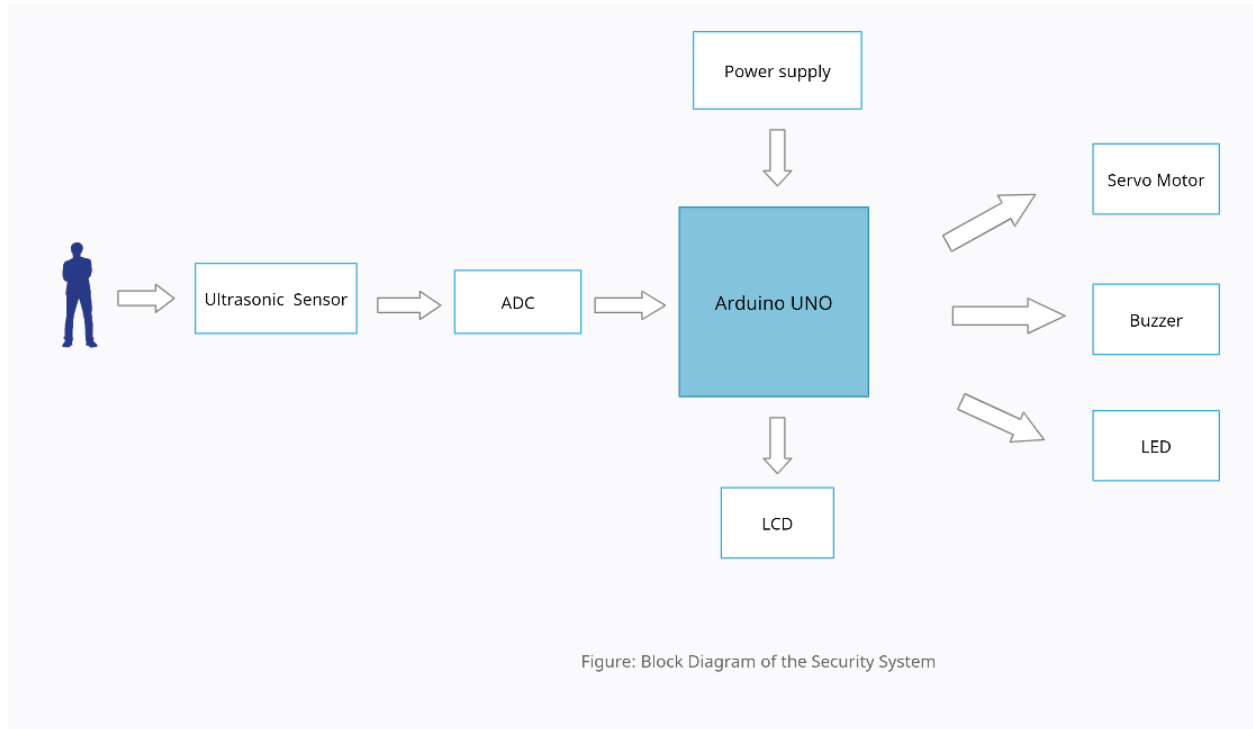 Power supply
Servo Motor
Ultrasonic Sensor
ADC
Arduino UNO
Buzzer
LED
LCD
Figure: Block Diagram of the Security System